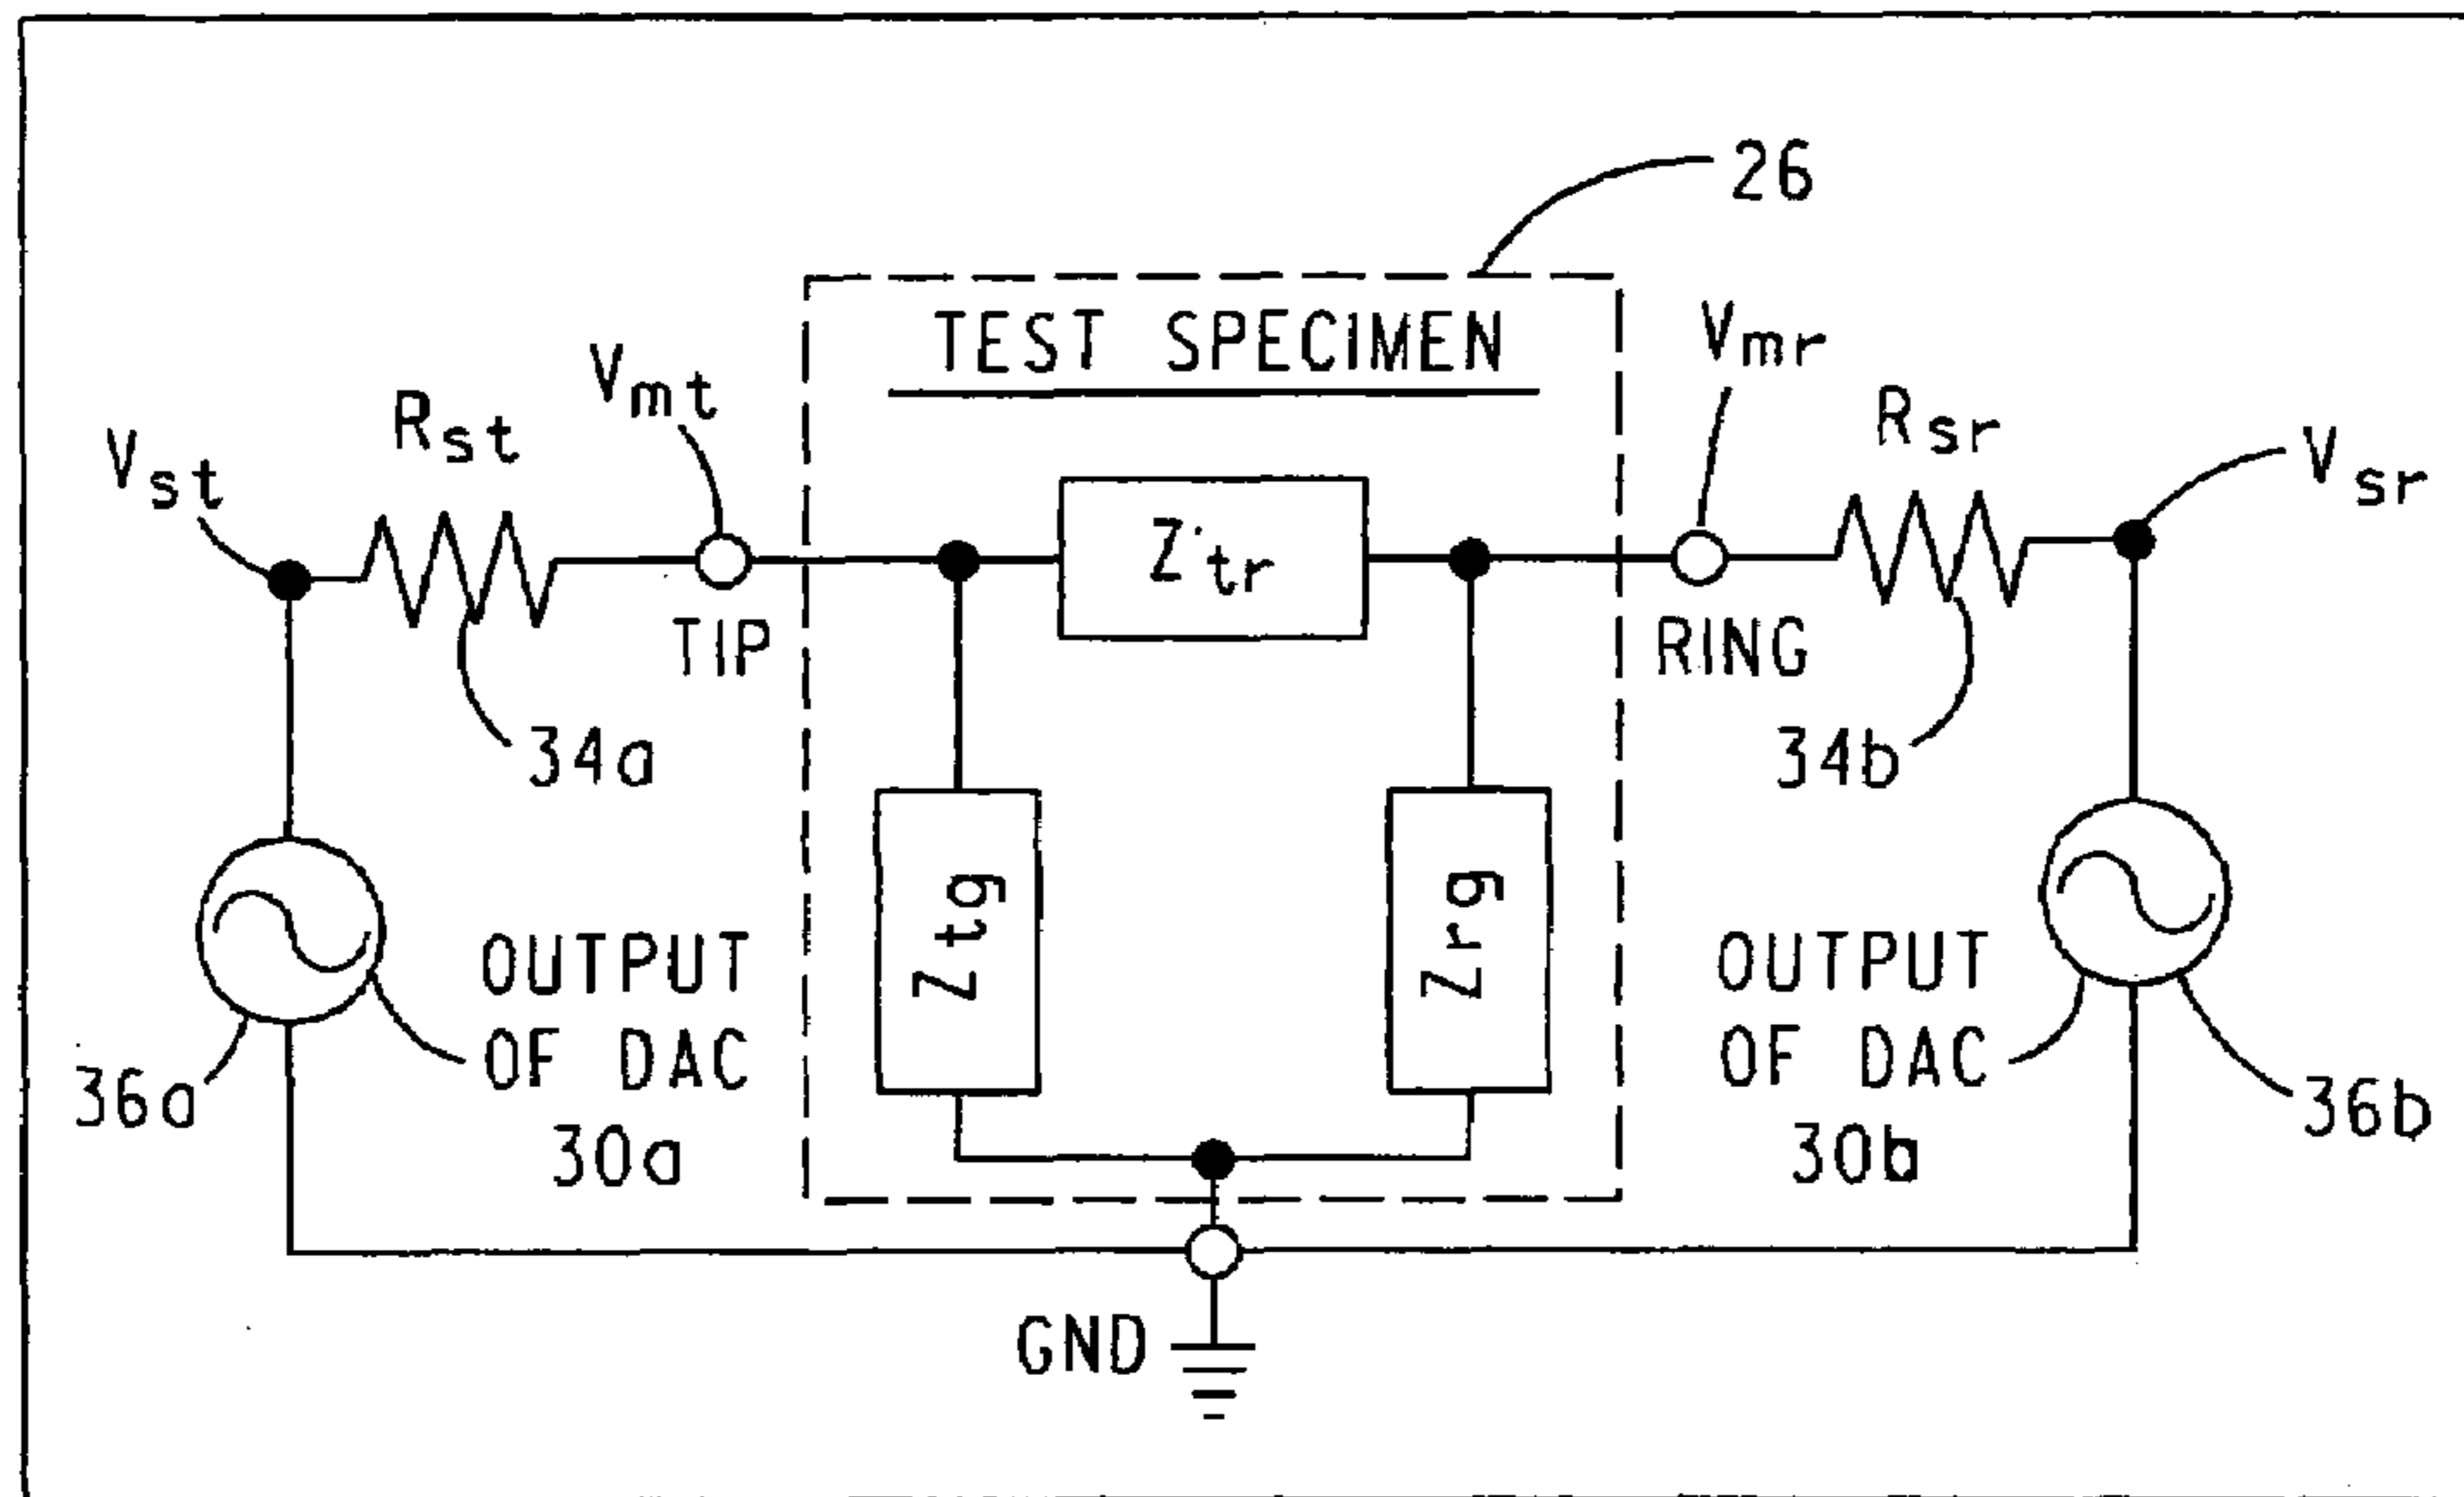 26
TEST SPECIMEN
Vmt
Vmr
Rst
Rsr
Vst
Vsr
Z'tr
TIP
RING
34a
34b
Ztg
Zrg
OUTPUT
OF DAC
30a
OUTPUT
OF DAC
30b
36a
36b
GND